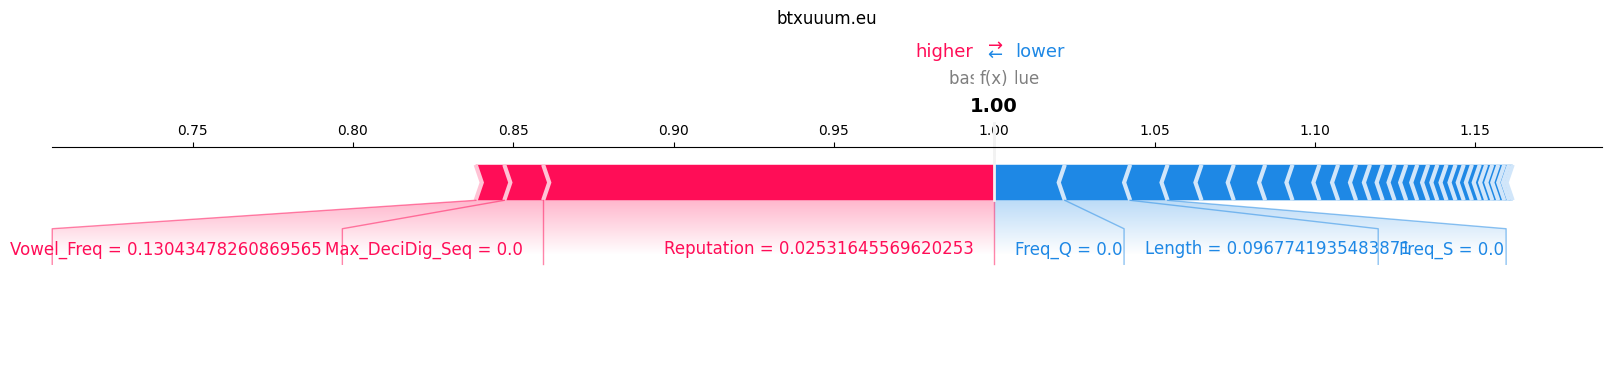 btxuuum.eu
higher → ← lower
f(x)
1.00
0.75 0.80 0.85 0.90 0.95 1.00 1.05 1.10 1.15
Vowel_Freq = 0.13043478260869565 Max_DeciDig_Seq = 0.0 Reputation = 0.02531645569620253 Freq_Q = 0.0 Length = 0.0967741935483871 Freq_S = 0.0